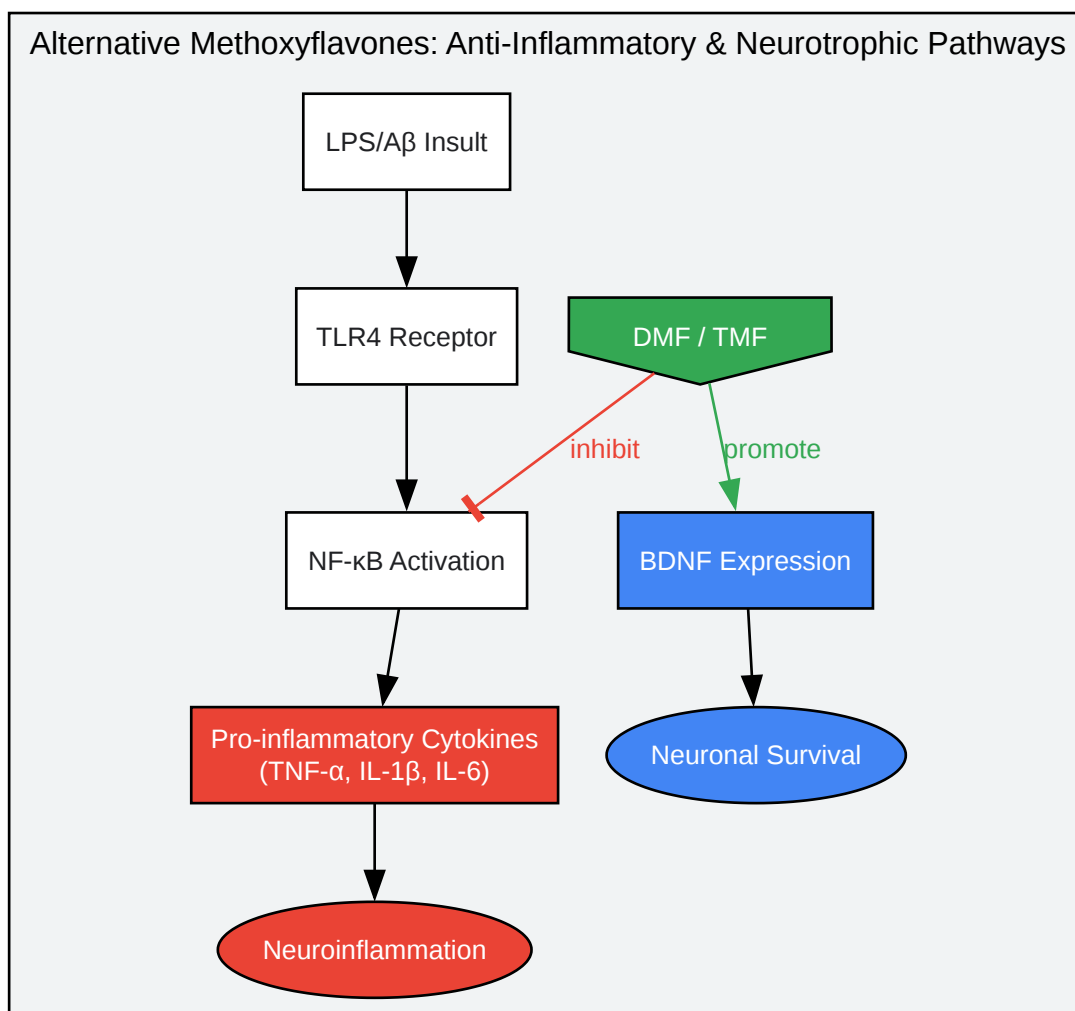 Alternative Methoxyflavones: Anti-Inflammatory & Neurotrophic Pathways
LPS/Aβ Insult
TLR4 Receptor
DMF / TMF
inhibit
promote
NF-κB Activation
BDNF Expression
Pro-inflammatory Cytokines
(TNF-α, IL-1β, IL-6)
Neuronal Survival
Neuroinflammation